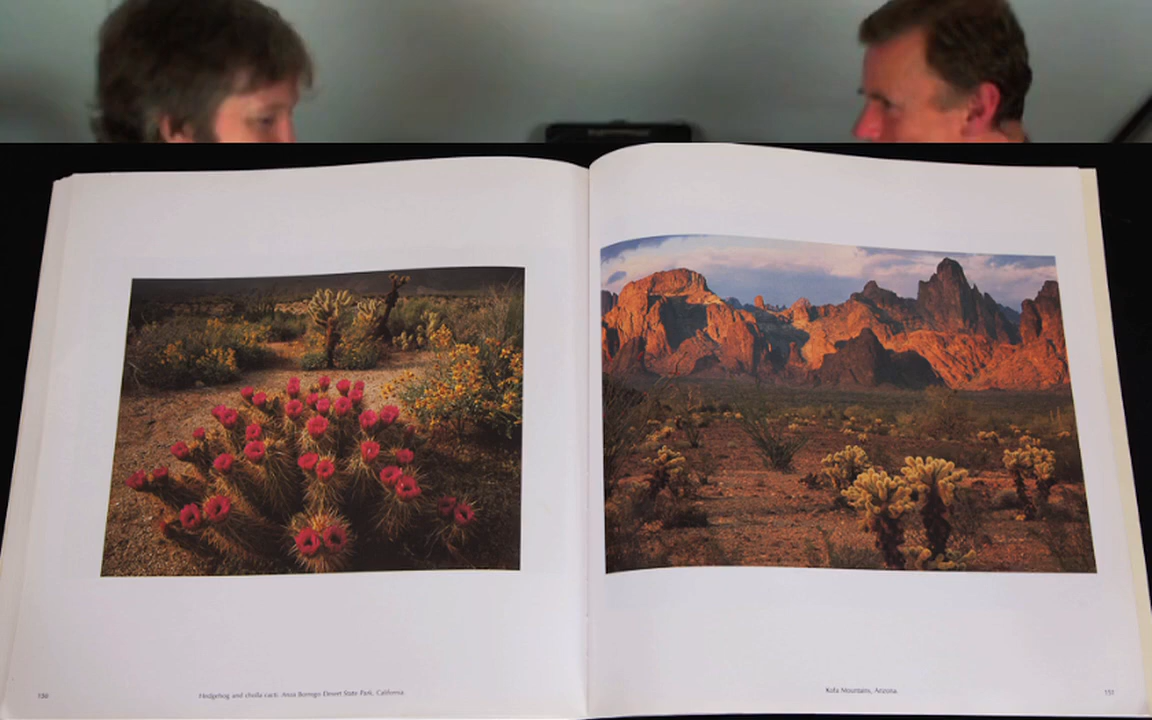 150
Hedgehog and cholla cacti. Anza Borrego Desert State Park, California.
Kofa Mountains, Arizona.
151